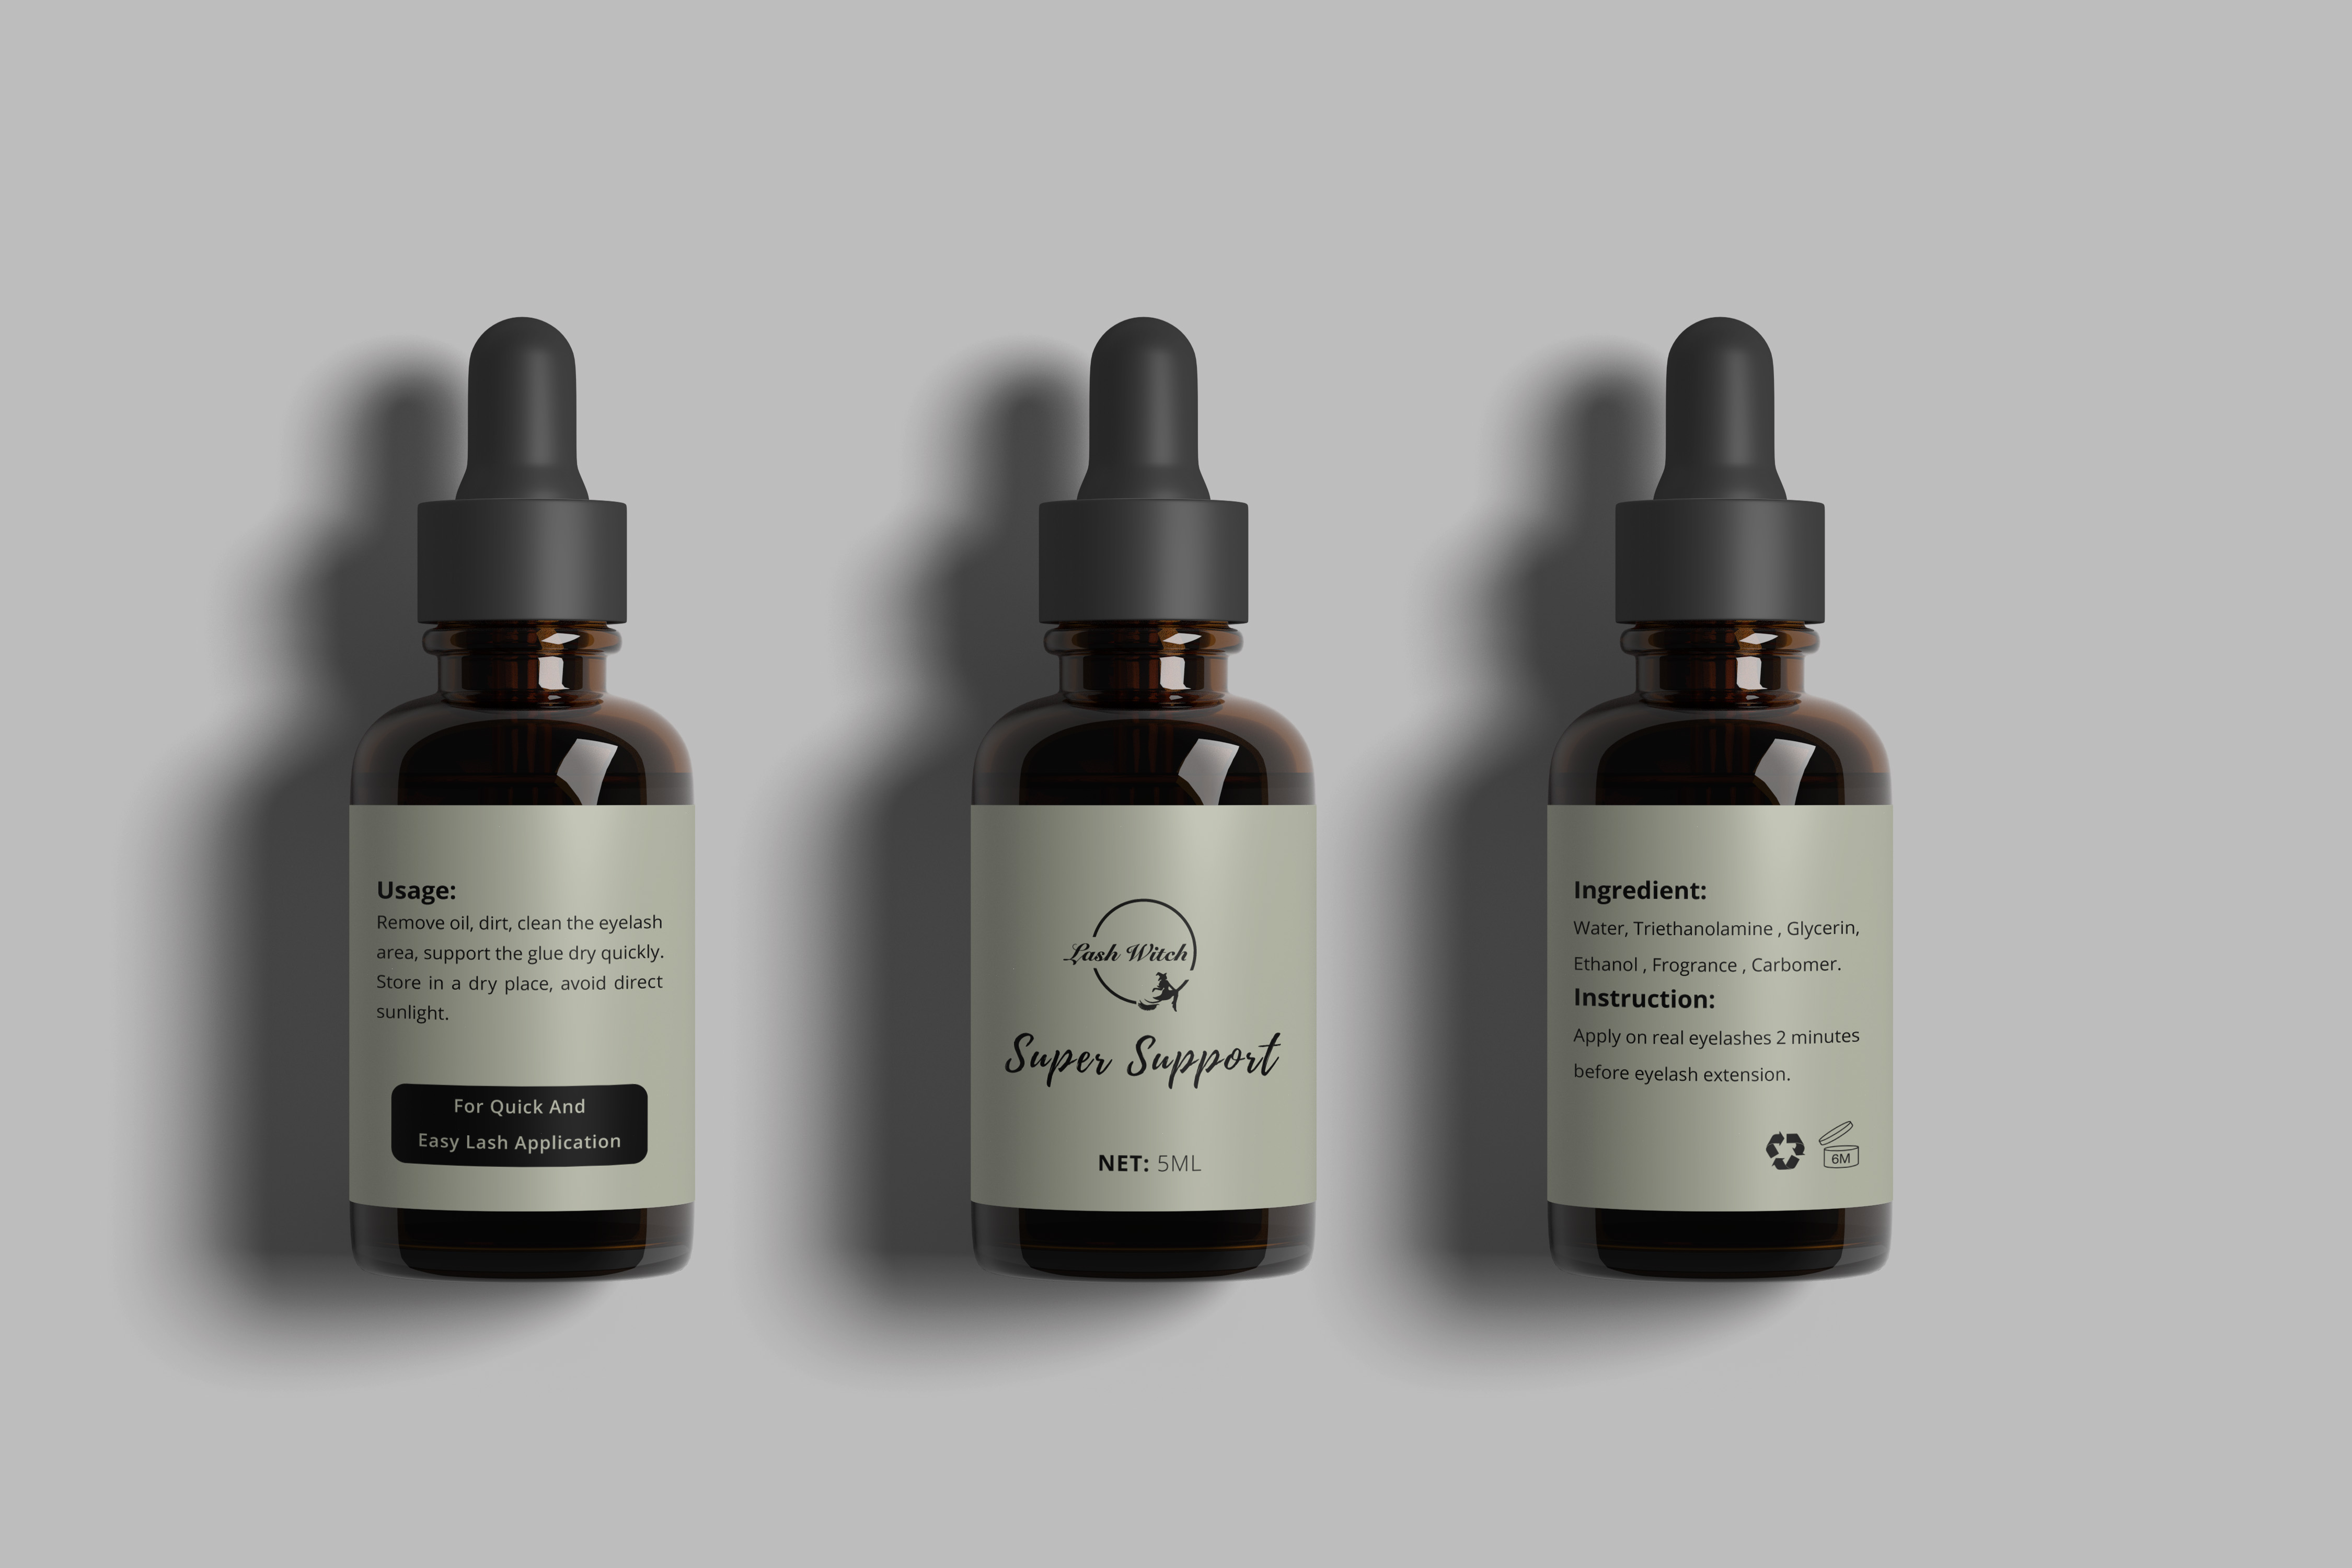 Usage:
Remove oil, dirt, clean the eyelash
area, support the glue dry quickly.
Store in a dry place, avoid direct
sunlight.
For Quick And
Easy Lash Application
Lash Witch
Super Support
NET: 5ML
Ingredient:
Water, Triethanolamine , Glycerin,
Ethanol , Frogrance , Carbomer.
Instruction:
Apply on real eyelashes 2 minutes
before eyelash extension.
6M